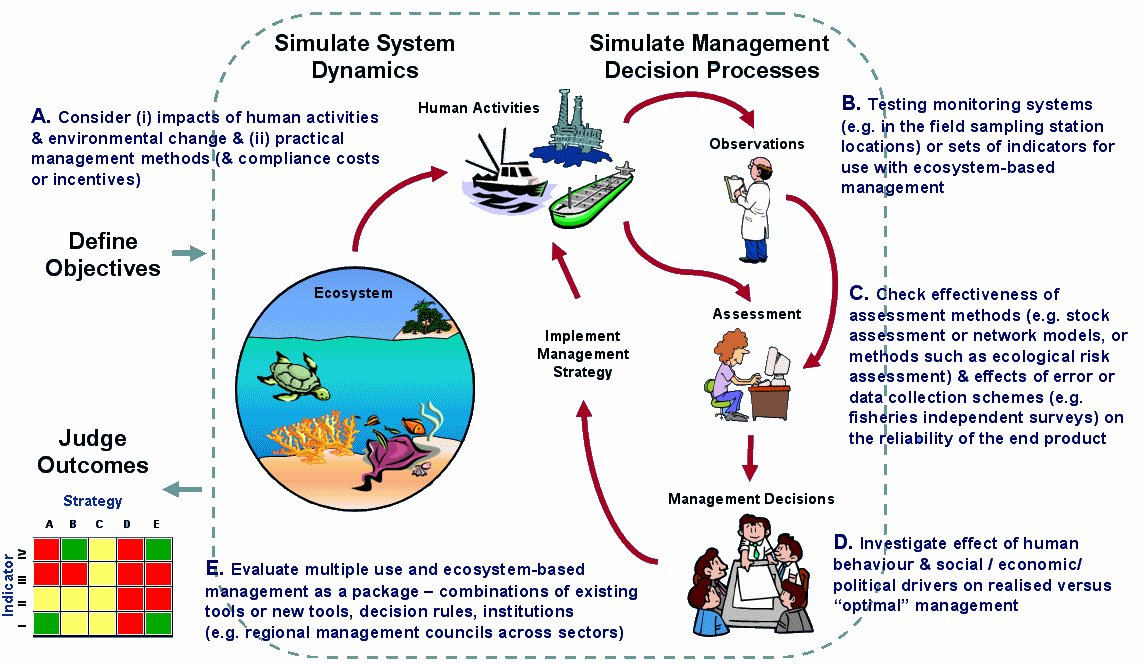 Simulate System
Dynamics
Simulate Management
Decision Processes
A. Consider (i) impacts of human activities
& environmental change & (ii) practical
management methods (& compliance costs
or incentives)
Human Activities
Observations
B. Testing monitoring systems
(e.g. in the field sampling station
locations) or sets of indicators for
use with ecosystem-based
management
Define
Objectives
Ecosystem
Implement
Management
Strategy
Assessment
C. Check effectiveness of
assessment methods (e.g. stock
assessment or network models, or
methods such as ecological risk
assessment) & effects of error or
data collection schemes (e.g.
fisheries independent surveys) on
the reliability of the end product
Judge
Outcomes
Strategy
A B C D E
Indicator
IV
III
II
I
Management Decisions
D. Investigate effect of human
behaviour & social / economic/
political drivers on realised versus
“optimal” management
E. Evaluate multiple use and ecosystem-based
management as a package – combinations of existing
tools or new tools, decision rules, institutions
(e.g. regional management councils across sectors)